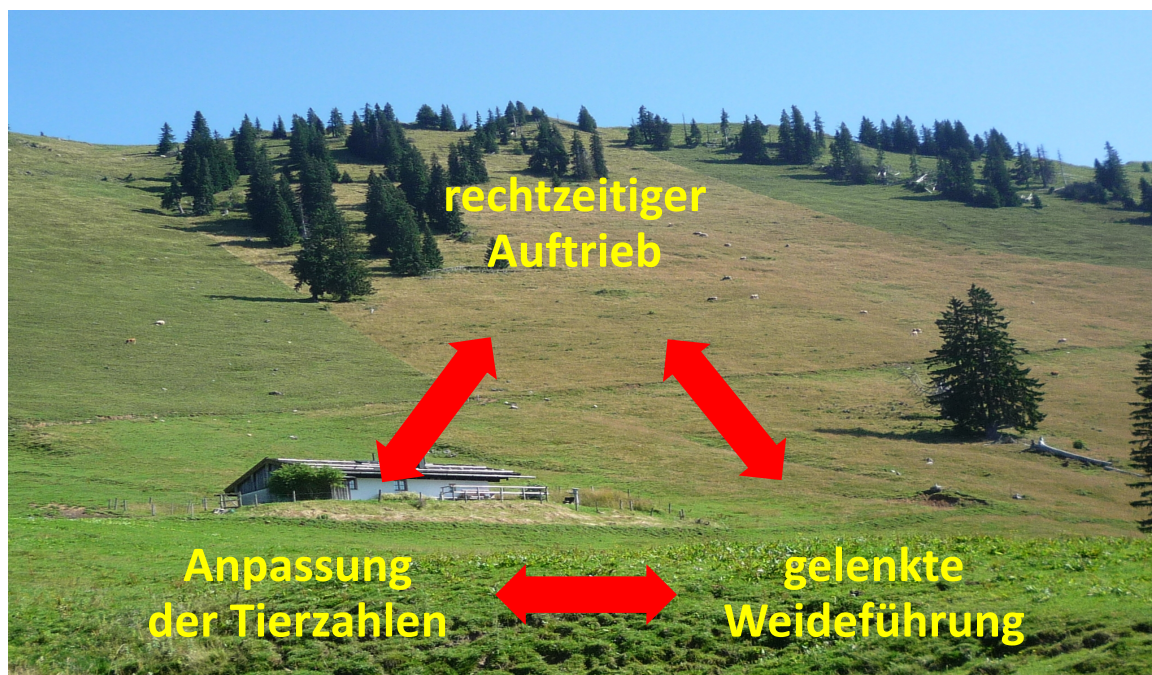 rechtzeitiger
Auftrieb
Anpassung
der Tierzahlen
gelenkte
Weideführung